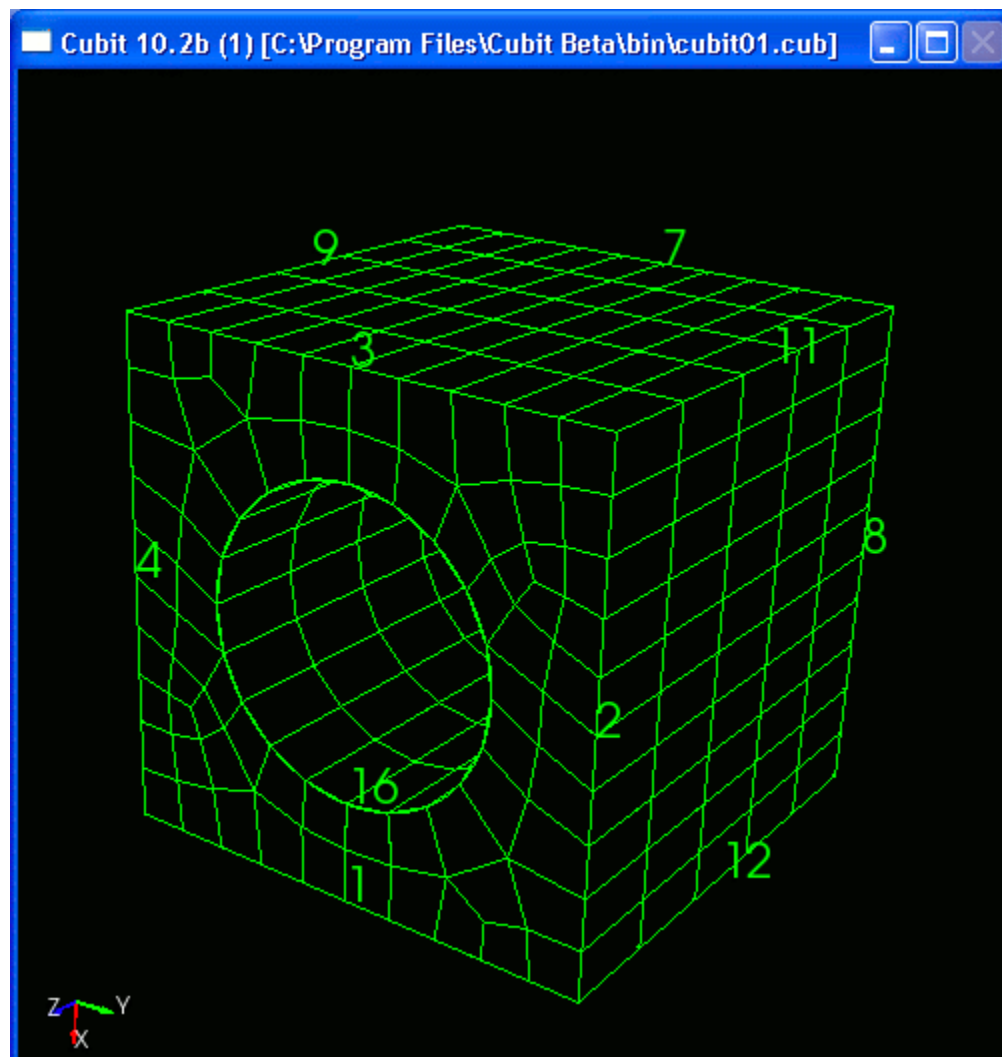 Cubit 10.2b (1) [C:\Program Files\Cubit Beta\bin\cubit01.cub]
9
7
3
11
4
8
2
16
12
1
Z
Y
X